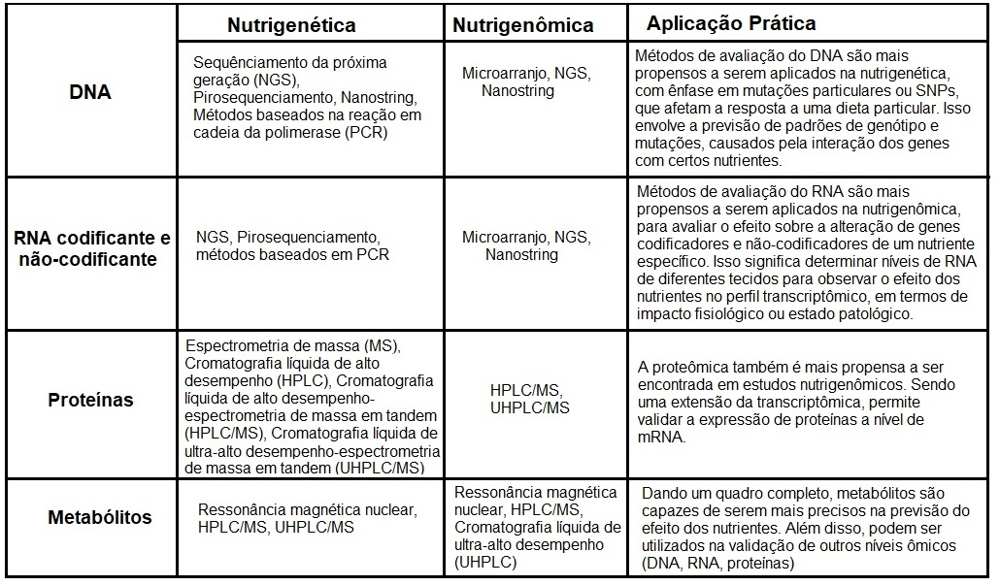 Nutrigenética
Nutrigenômica
Aplicação Prática
DNA
Sequênciamento da próxima
geração (NGS),
Pirosequenciamento, Nanostring,
Métodos baseados na reação em
cadeia da polimerase (PCR)
Microarranjo, NGS,
Nanostring
Métodos de avaliação do DNA são mais
propensos a serem aplicados na nutrigenética,
com ênfase em mutações particulares ou SNPs,
que afetam a resposta a uma dieta particular. Isso
envolve a previsão de padrões de genótipo e
mutações, causados pela interação dos genes
com certos nutrientes.
RNA codificante e
não-codificante
NGS, Pirosequenciamento,
métodos baseados em PCR
Microarranjo, NGS,
Nanostring
Métodos de avaliação do RNA são mais
propensos a serem aplicados na nutrigenômica,
para avaliar o efeito sobre a alteração de genes
codificadores e não-codificadores de um nutriente
específico. Isso significa determinar níveis de RNA
de diferentes tecidos para observar o efeito dos
nutrientes no perfil transcriptômico, em termos de
impacto fisiológico ou estado patológico.
Proteínas
Espectrometria de massa (MS),
Cromatografia líquida de alto
desempenho (HPLC), Cromatografia
líquida de alto desempenho-
espectrometria de massa em tandem
(HPLC/MS), Cromatografia líquida de
ultra-alto desempenho-espectrometria
de massa em tandem (UHPLC/MS)
HPLC/MS,
UHPLC/MS
A proteômica também é mais propensa a ser
encontrada em estudos nutrigenômicos. Sendo
uma extensão da transcriptômica, permite
validar a expressão de proteínas a nível de
mRNA.
Metabólitos
Ressonância magnética nuclear,
HPLC/MS, UHPLC/MS
Ressonância magnética
nuclear, HPLC/MS,
Cromatografia líquida de
ultra-alto desempenho
(UHPLC)
Dando um quadro completo, metabólitos são
capazes de serem mais precisos na previsão do
efeito dos nutrientes. Além disso, podem ser
utilizados na validação de outros níveis ômicos
(DNA, RNA, proteínas)